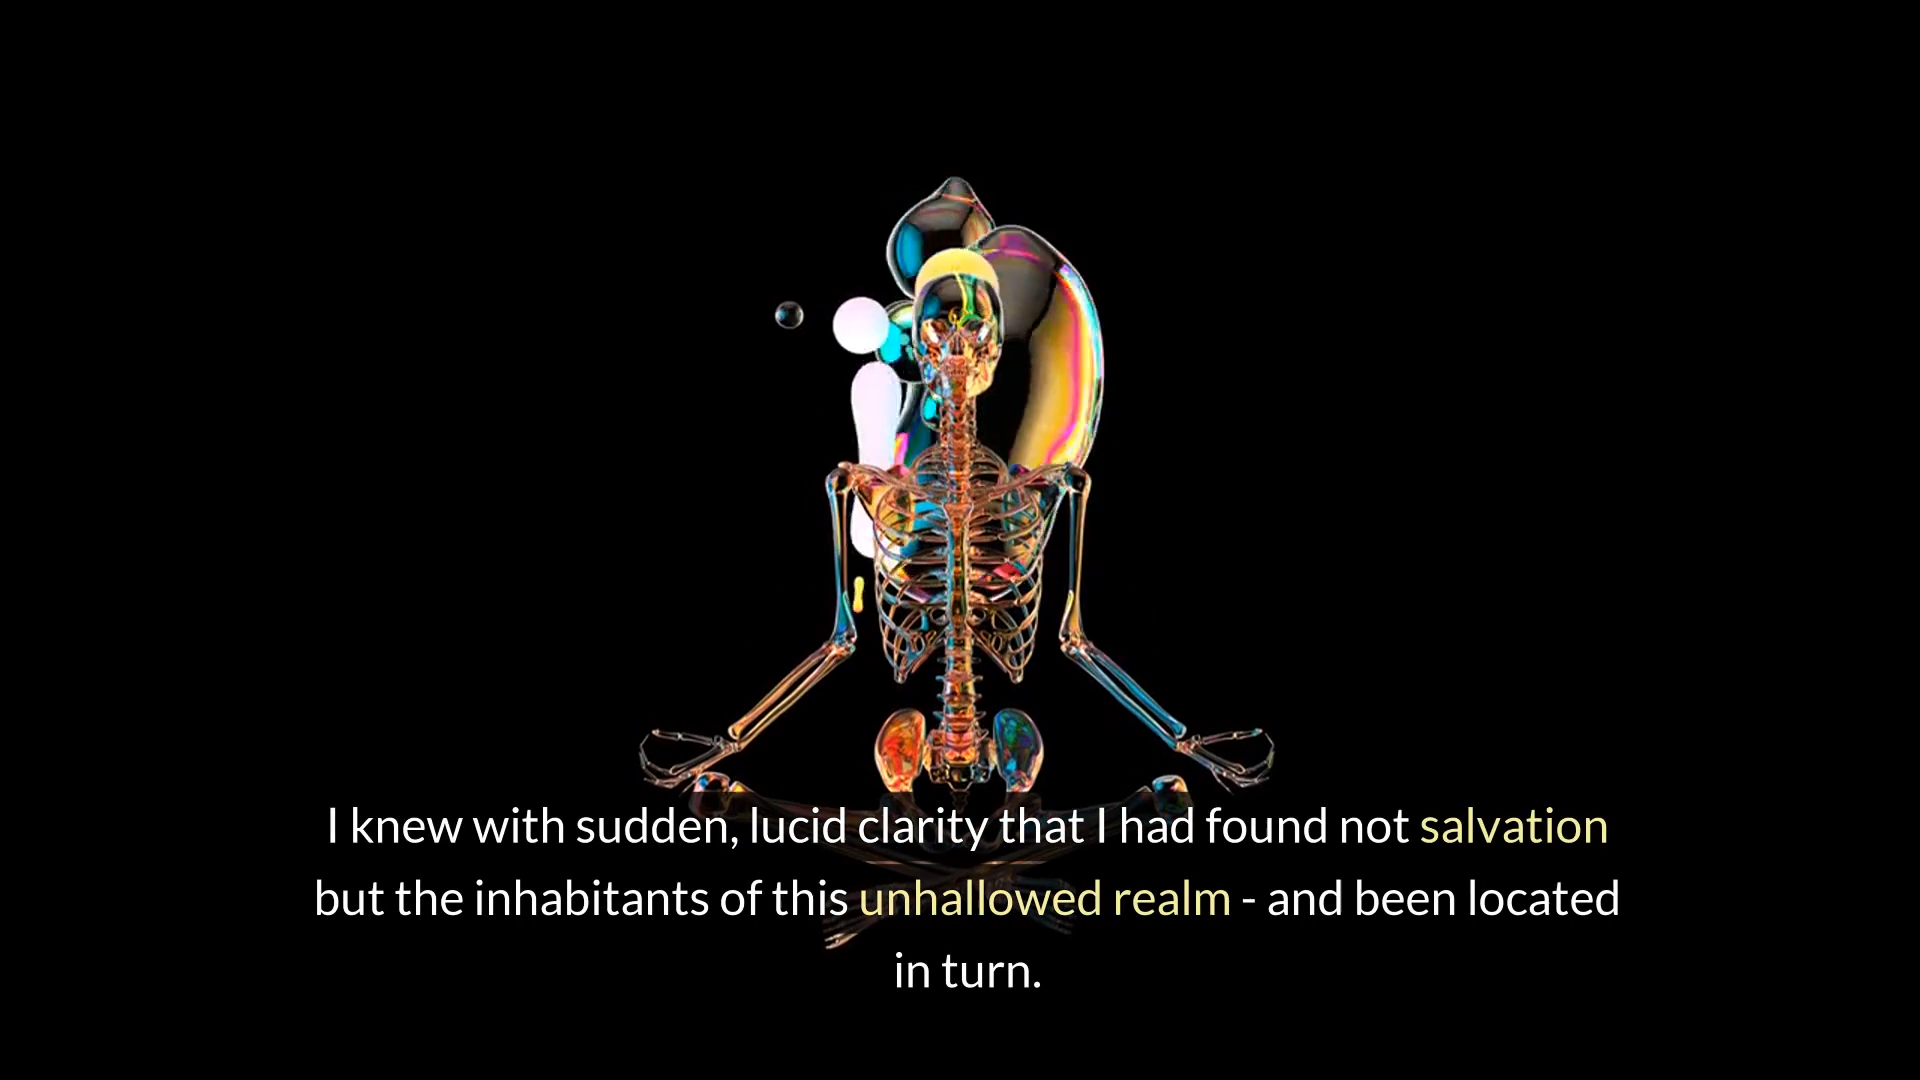 I knew with sudden, lucid clarity that I had found not salvation
but the inhabitants of this unhallowed realm - and been located
in turn.